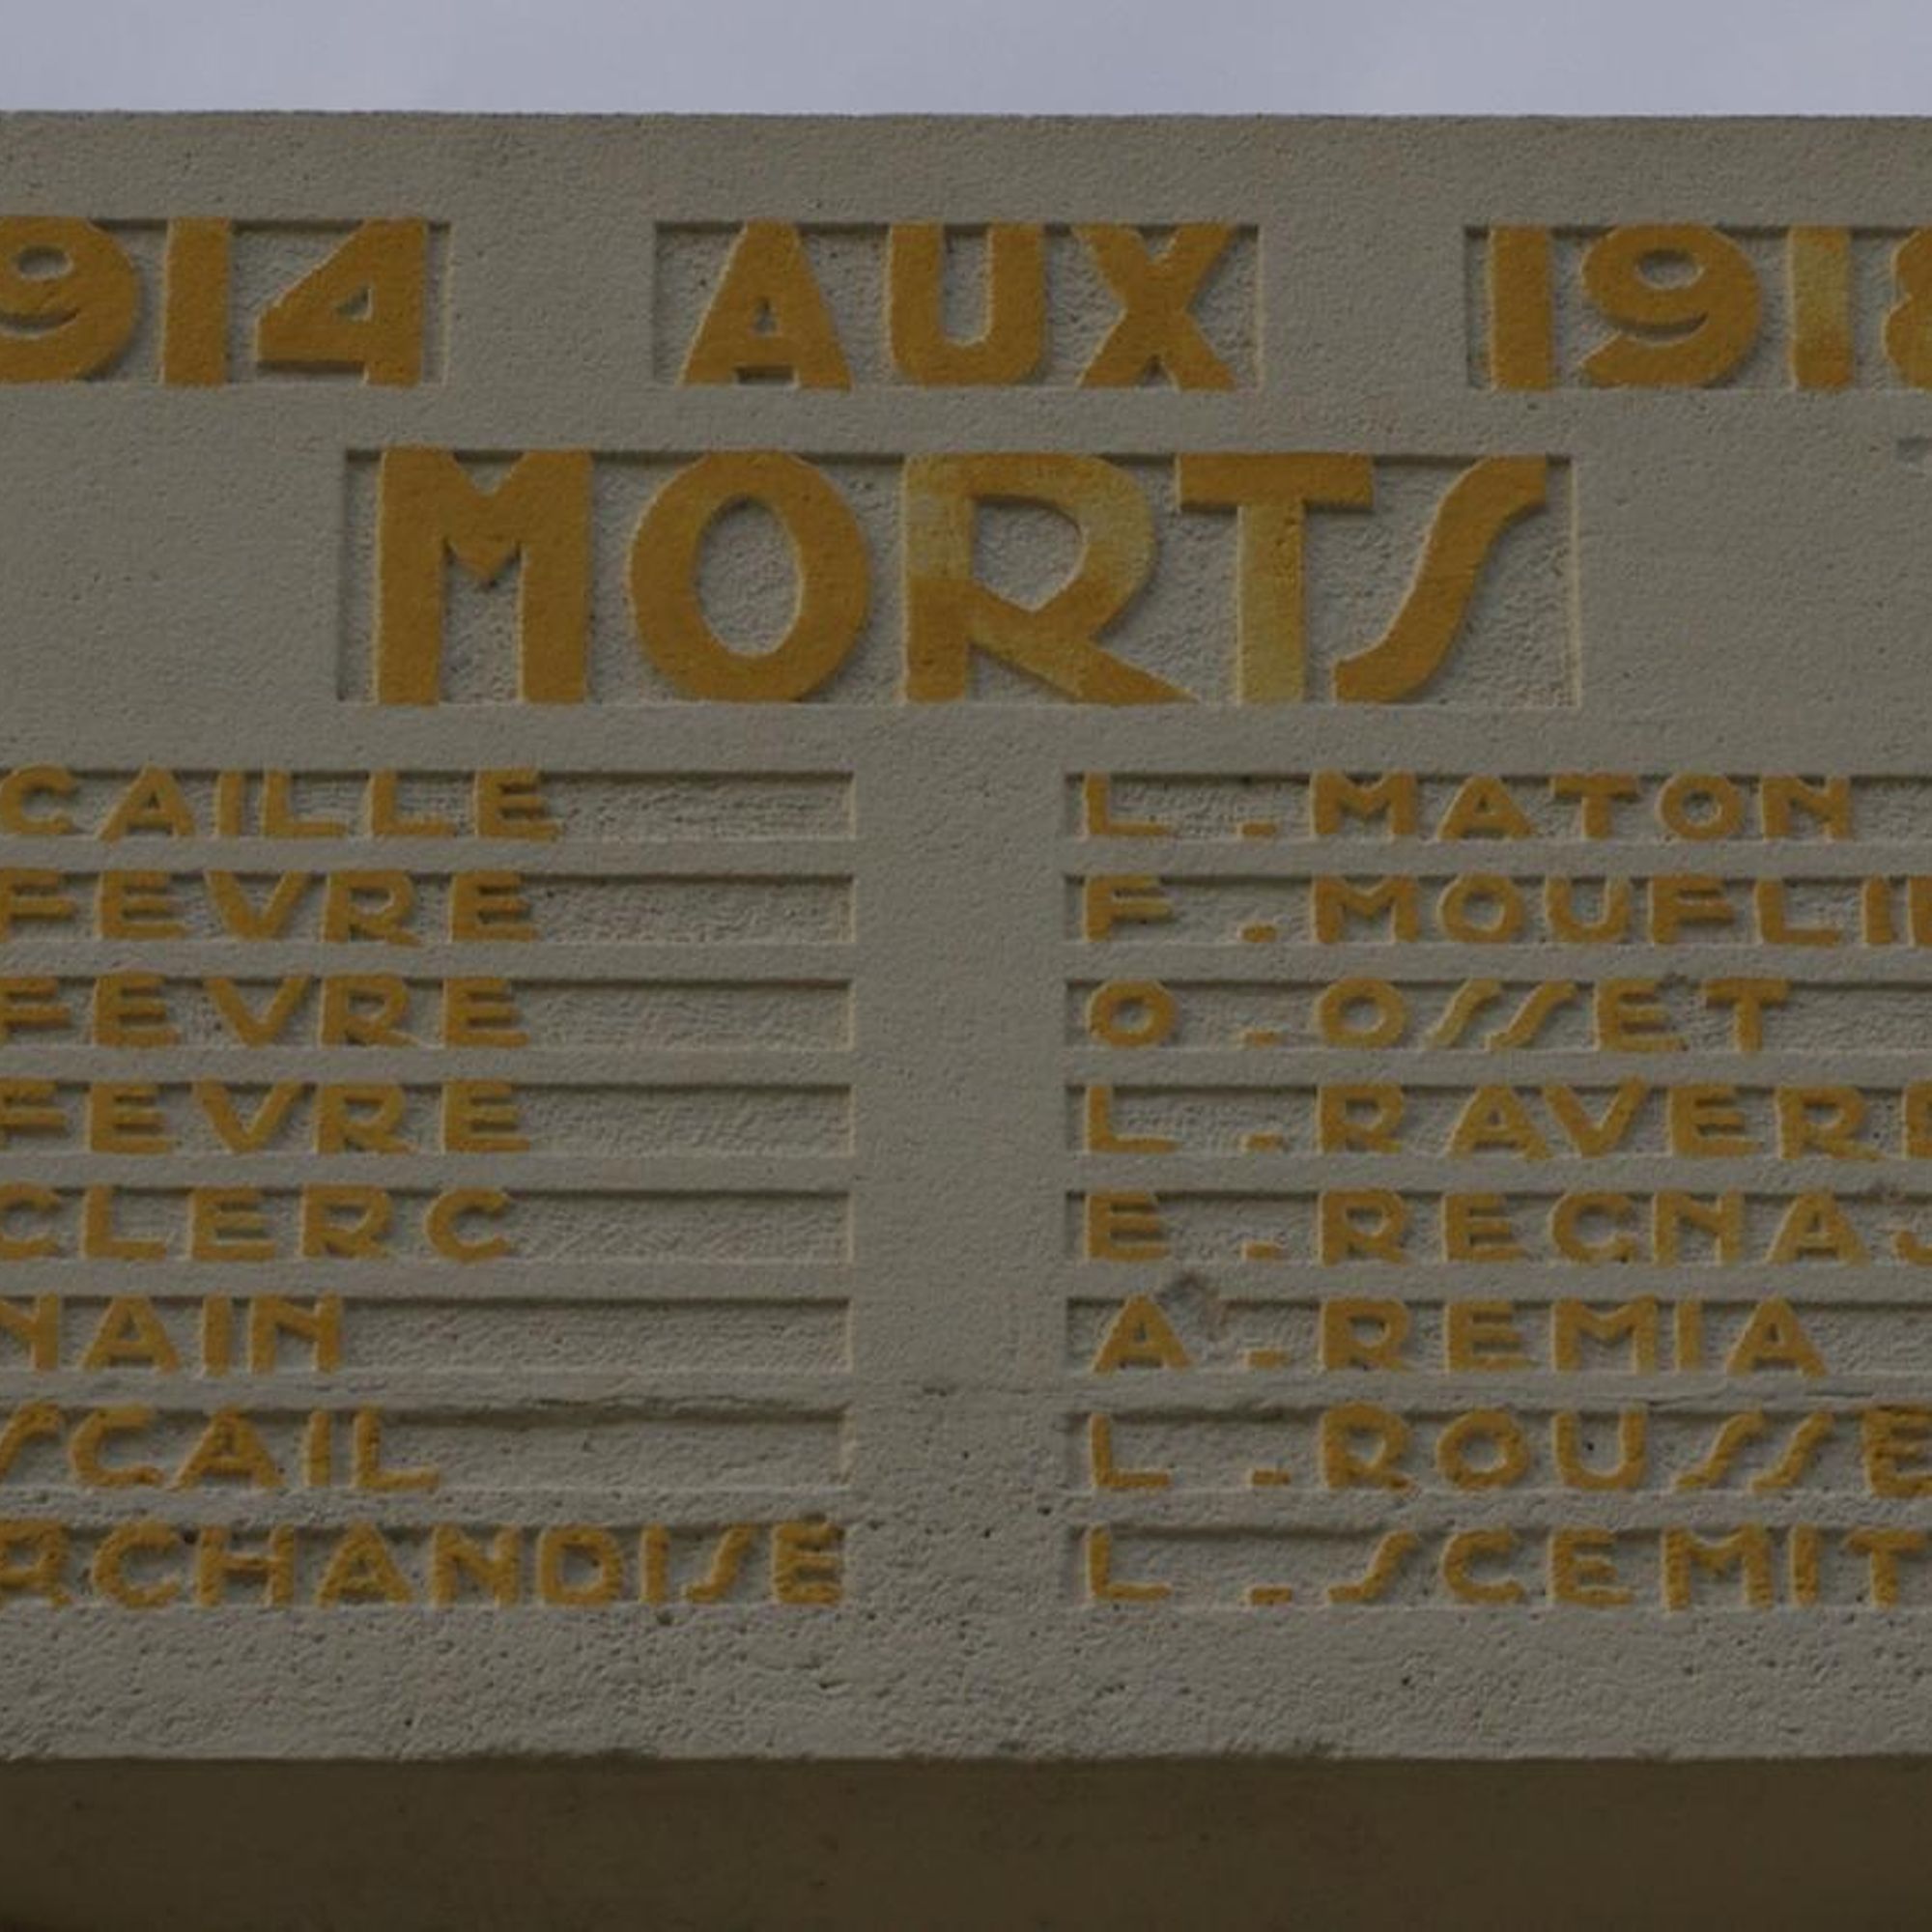 914 AUX 1918
MORTS
CAILLE
FEVRE
FEVRE
FEVRE
CLERC
NAIN
SCAIL
RCHANDISE
L . MATON
F . MOUFLI
O . OSSET
L . RAVER
E . REGNA
A . REMIA
L . ROUSSE
L . SCEMIT